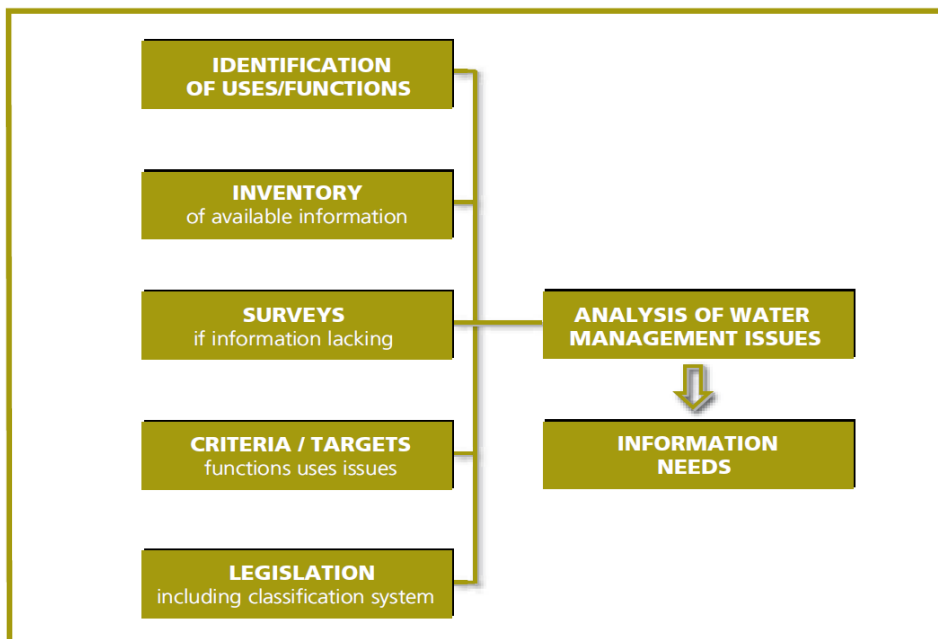 IDENTIFICATION
OF USES/FUNCTIONS
INVENTORY
of available information
SURVEYS
if information lacking
CRITERIA / TARGETS
functions uses issues
LEGISLATION
including classification system
ANALYSIS OF WATER
MANAGEMENT ISSUES
INFORMATION
NEEDS